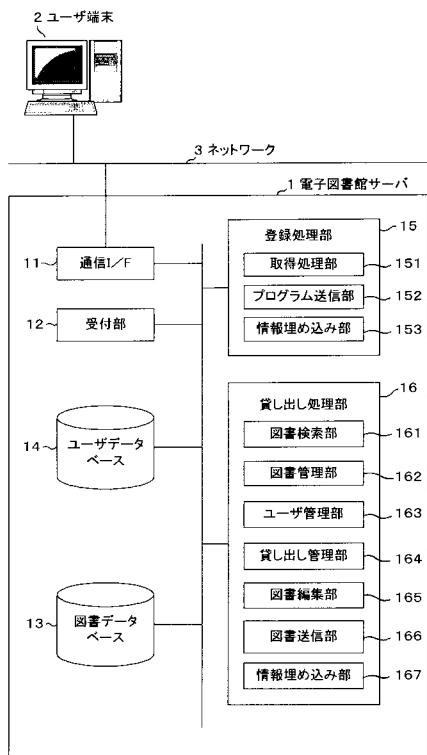 2 ユーザ端末
3 ネットワーク
1 電子図書館サーバ
11 通信I/F
12 受付部
14 ユーザデータ
ベース
13 図書データ
ベース
15
登録処理部
取得処理部 151
プログラム送信部 152
情報埋め込み部 153
16
貸し出し処理部
図書検索部 161
図書管理部 162
ユーザ管理部 163
貸し出し管理部 164
図書編集部 165
図書送信部 166
情報埋め込み部 167